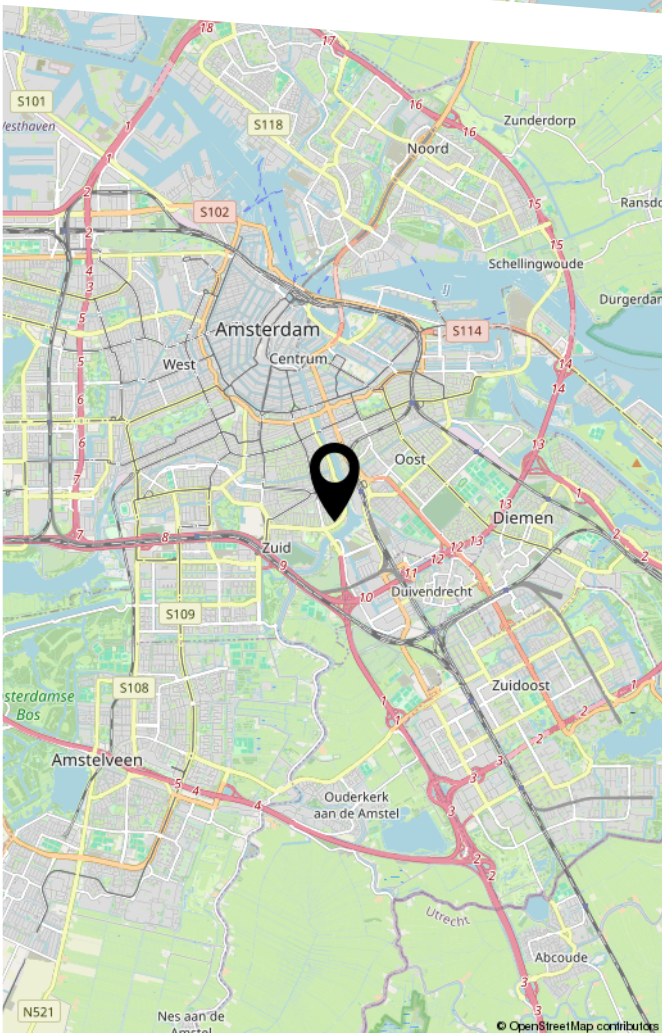 18
17
S101
16
16
S118
Zunderdorp
Westhaven
1
Noord
1
2
15
Ransdo
S102
2
15
4
Schellingwoude
3
IJ
Durgerdam
5
Amsterdam
S114
West
Centrum
14
5
14
6
6
13
Oost
7
1
13
Diemen
2
7
8
12
12
13
2
Zuid
9
11
10
Duivendrecht
S109
S108
Zuidoost
1
sterdamse
Bos
1
2
2
Amstelveen
3
5
4
4
3
Ouderkerk
aan de Amstel
3
3
2
2
Utrecht
Abcoude
3
N521
Nes aan de
Amstel
3
© OpenStreetMap contributors